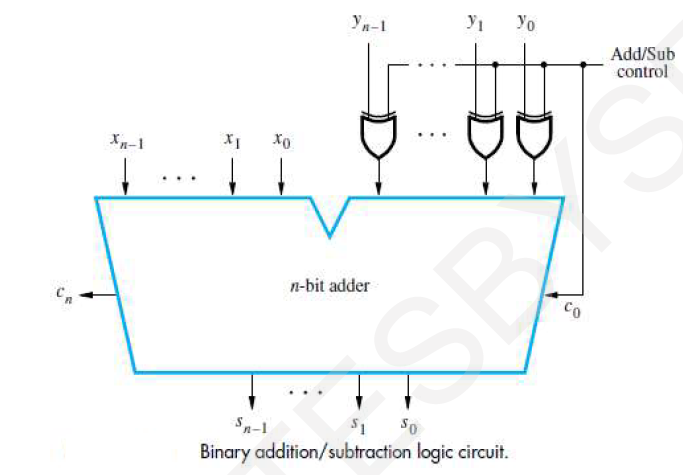 yₙ₋₁ y₁ y₀
Add/Sub
control
. . .
xₙ₋₁ x₁ x₀
. . .
. . .
n-bit adder
cₙ
c₀
. . .
sₙ₋₁ s₁ s₀
Binary addition/subtraction logic circuit.